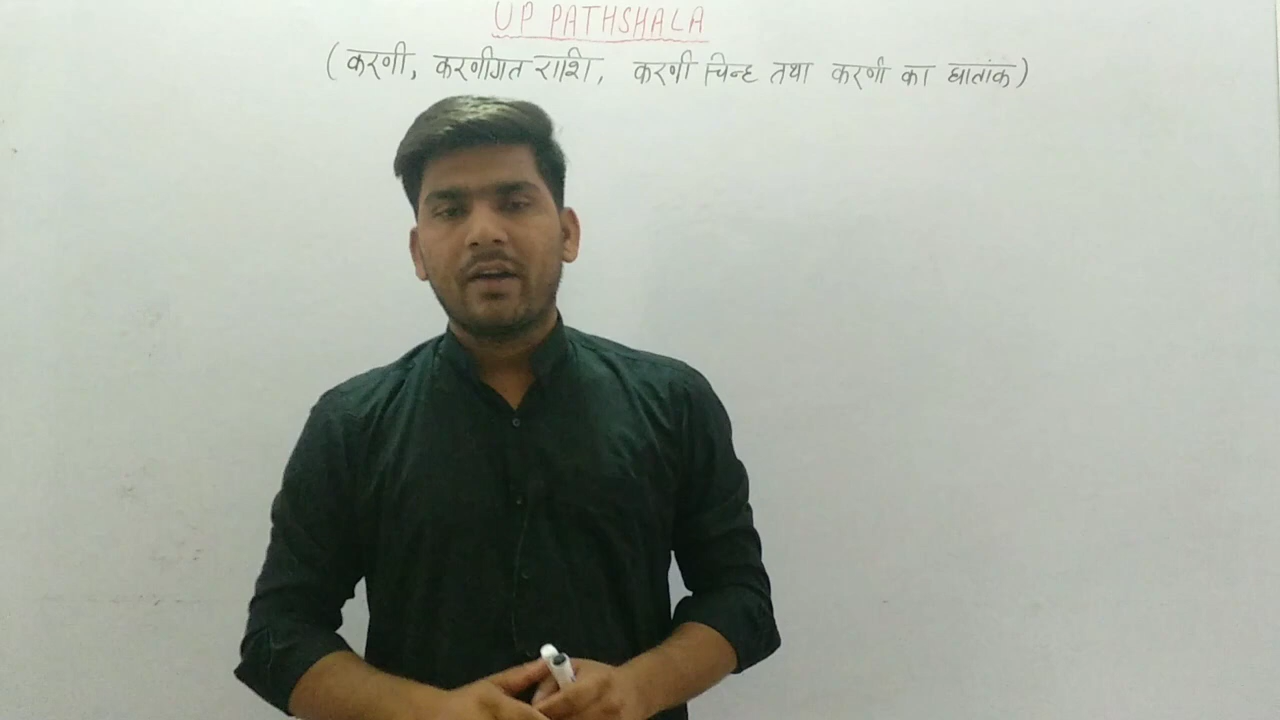 UP PATHSHALA
(करणी, करणीगत राशि, करणी चिन्ह तथा करणी का घातांक)